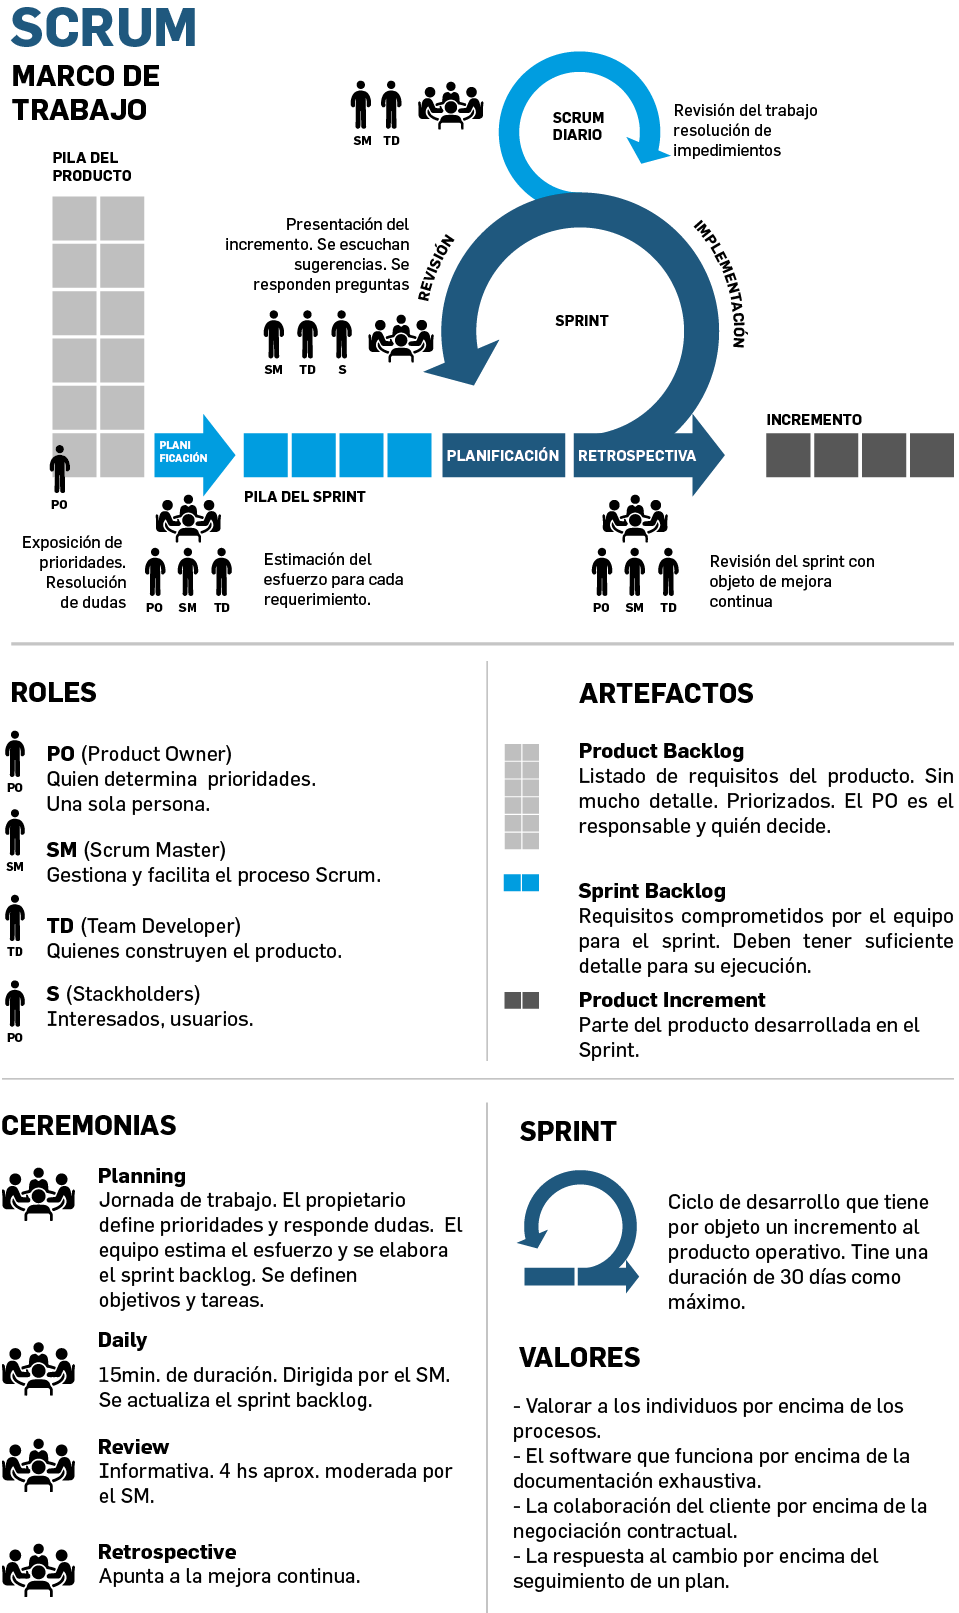 SCRUM
MARCO DE
TRABAJO
PILA DEL
PRODUCTO
SM TD
SCRUM
DIARIO
Revisión del trabajo
resolución de
impedimientos
Presentación del
incremento. Se escuchan
sugerencias. Se
responden preguntas
REVISIÓN
IMPLEMENTACIÓN
SPRINT
SM TD S
PO
PLANI
FICACIÓN
PILA DEL SPRINT
PLANIFICACIÓN
RETROSPECTIVA
INCREMENTO
Exposición de
prioridades.
Resolución
de dudas
PO SM TD
Estimación del
esfuerzo para cada
requerimiento.
PO SM TD
Revisión del sprint con
objeto de mejora
continua
ROLES
PO
PO (Product Owner)
Quien determina prioridades.
Una sola persona.
SM
SM (Scrum Master)
Gestiona y facilita el proceso Scrum.
TD
TD (Team Developer)
Quienes construyen el producto.
PO
S (Stackholders)
Interesados, usuarios.
ARTEFACTOS
Product Backlog
Listado de requisitos del producto. Sin
mucho detalle. Priorizados. El PO es el
responsable y quién decide.
Sprint Backlog
Requisitos comprometidos por el equipo
para el sprint. Deben tener suficiente
detalle para su ejecución.
Product Increment
Parte del producto desarrollada en el
Sprint.
CEREMONIAS
Planning
Jornada de trabajo. El propietario
define prioridades y responde dudas. El
equipo estima el esfuerzo y se elabora
el sprint backlog. Se definen
objetivos y tareas.
Daily
15min. de duración. Dirigida por el SM.
Se actualiza el sprint backlog.
Review
Informativa. 4 hs aprox. moderada por
el SM.
Retrospective
Apunta a la mejora continua.
SPRINT
Ciclo de desarrollo que tiene
por objeto un incremento al
producto operativo. Tine una
duración de 30 días como
máximo.
VALORES
- Valorar a los individuos por encima de los
procesos.
- El software que funciona por encima de la
documentación exhaustiva.
- La colaboración del cliente por encima de la
negociación contractual.
- La respuesta al cambio por encima del
seguimiento de un plan.